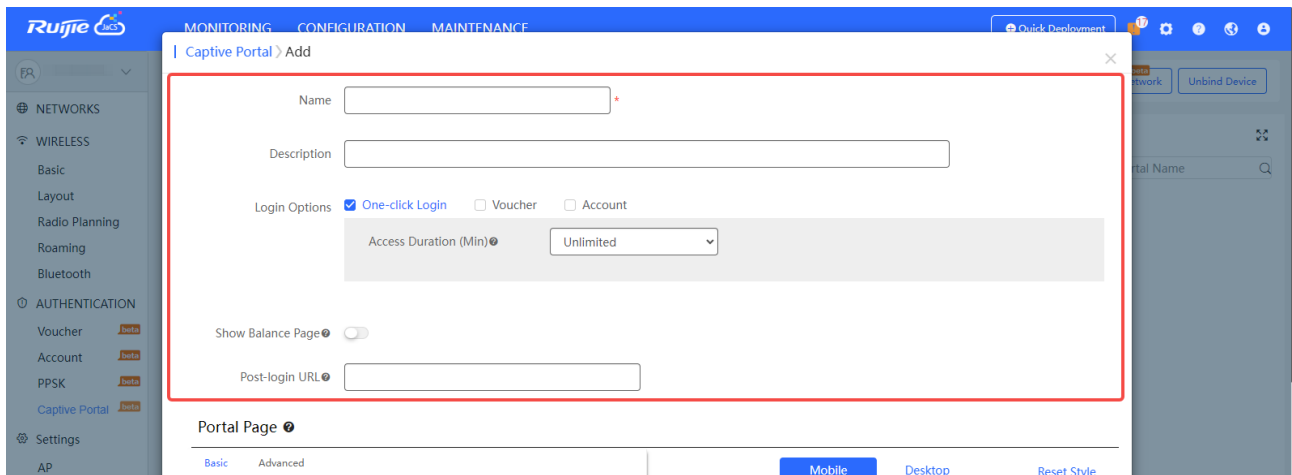 Ruijie JaCS MONITORING CONFIGURATION MAINTENANCE Quick Deployment 17
Captive Portal > Add
beta
twork Unbind Device
NETWORKS
Name *
WIRELESS
Description
Basic
rtal Name
Layout
Login Options One-click Login Voucher Account
Radio Planning
Access Duration (Min) Unlimited
Roaming
Bluetooth
AUTHENTICATION
Voucher beta
Show Balance Page
Account beta
PPSK beta
Post-login URL
Captive Portal beta
Portal Page
Settings
Basic Advanced
AP
Mobile Desktop Reset Style